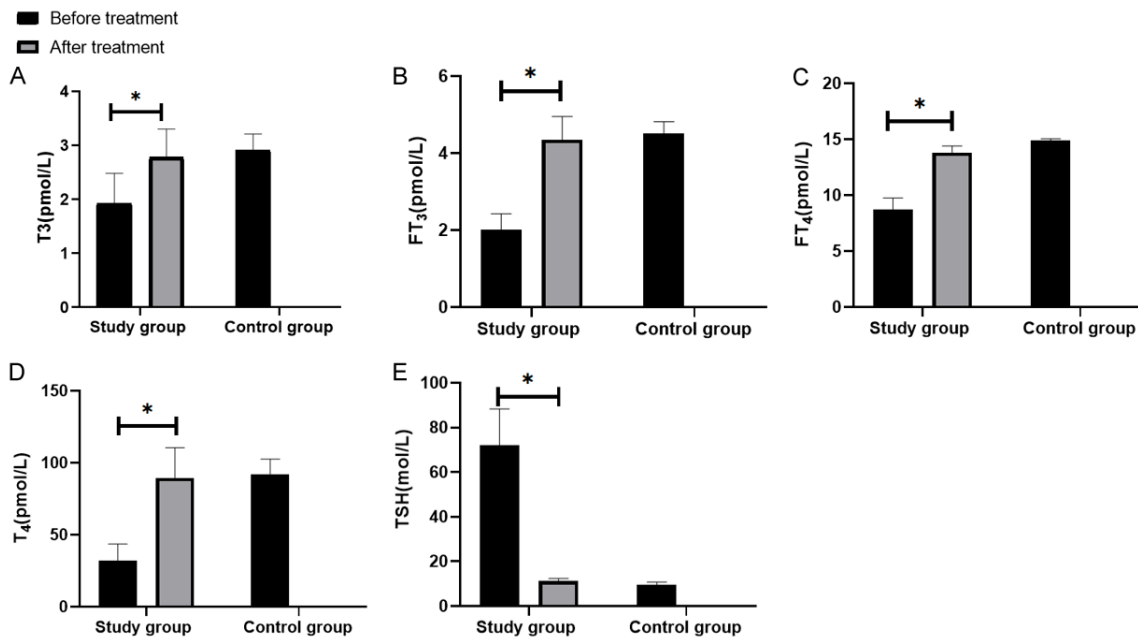 Before treatment
After treatment
A
*
T3(pmol/L)
4
3
2
1
0
Study group
Control group
B
*
FT₃(pmol/L)
6
4
2
0
Study group
Control group
C
*
FT₄(pmol/L)
20
15
10
5
0
Study group
Control group
D
*
T₄(pmol/L)
150
100
50
0
Study group
Control group
E
*
TSH(mol/L)
100
80
60
40
20
0
Study group
Control group